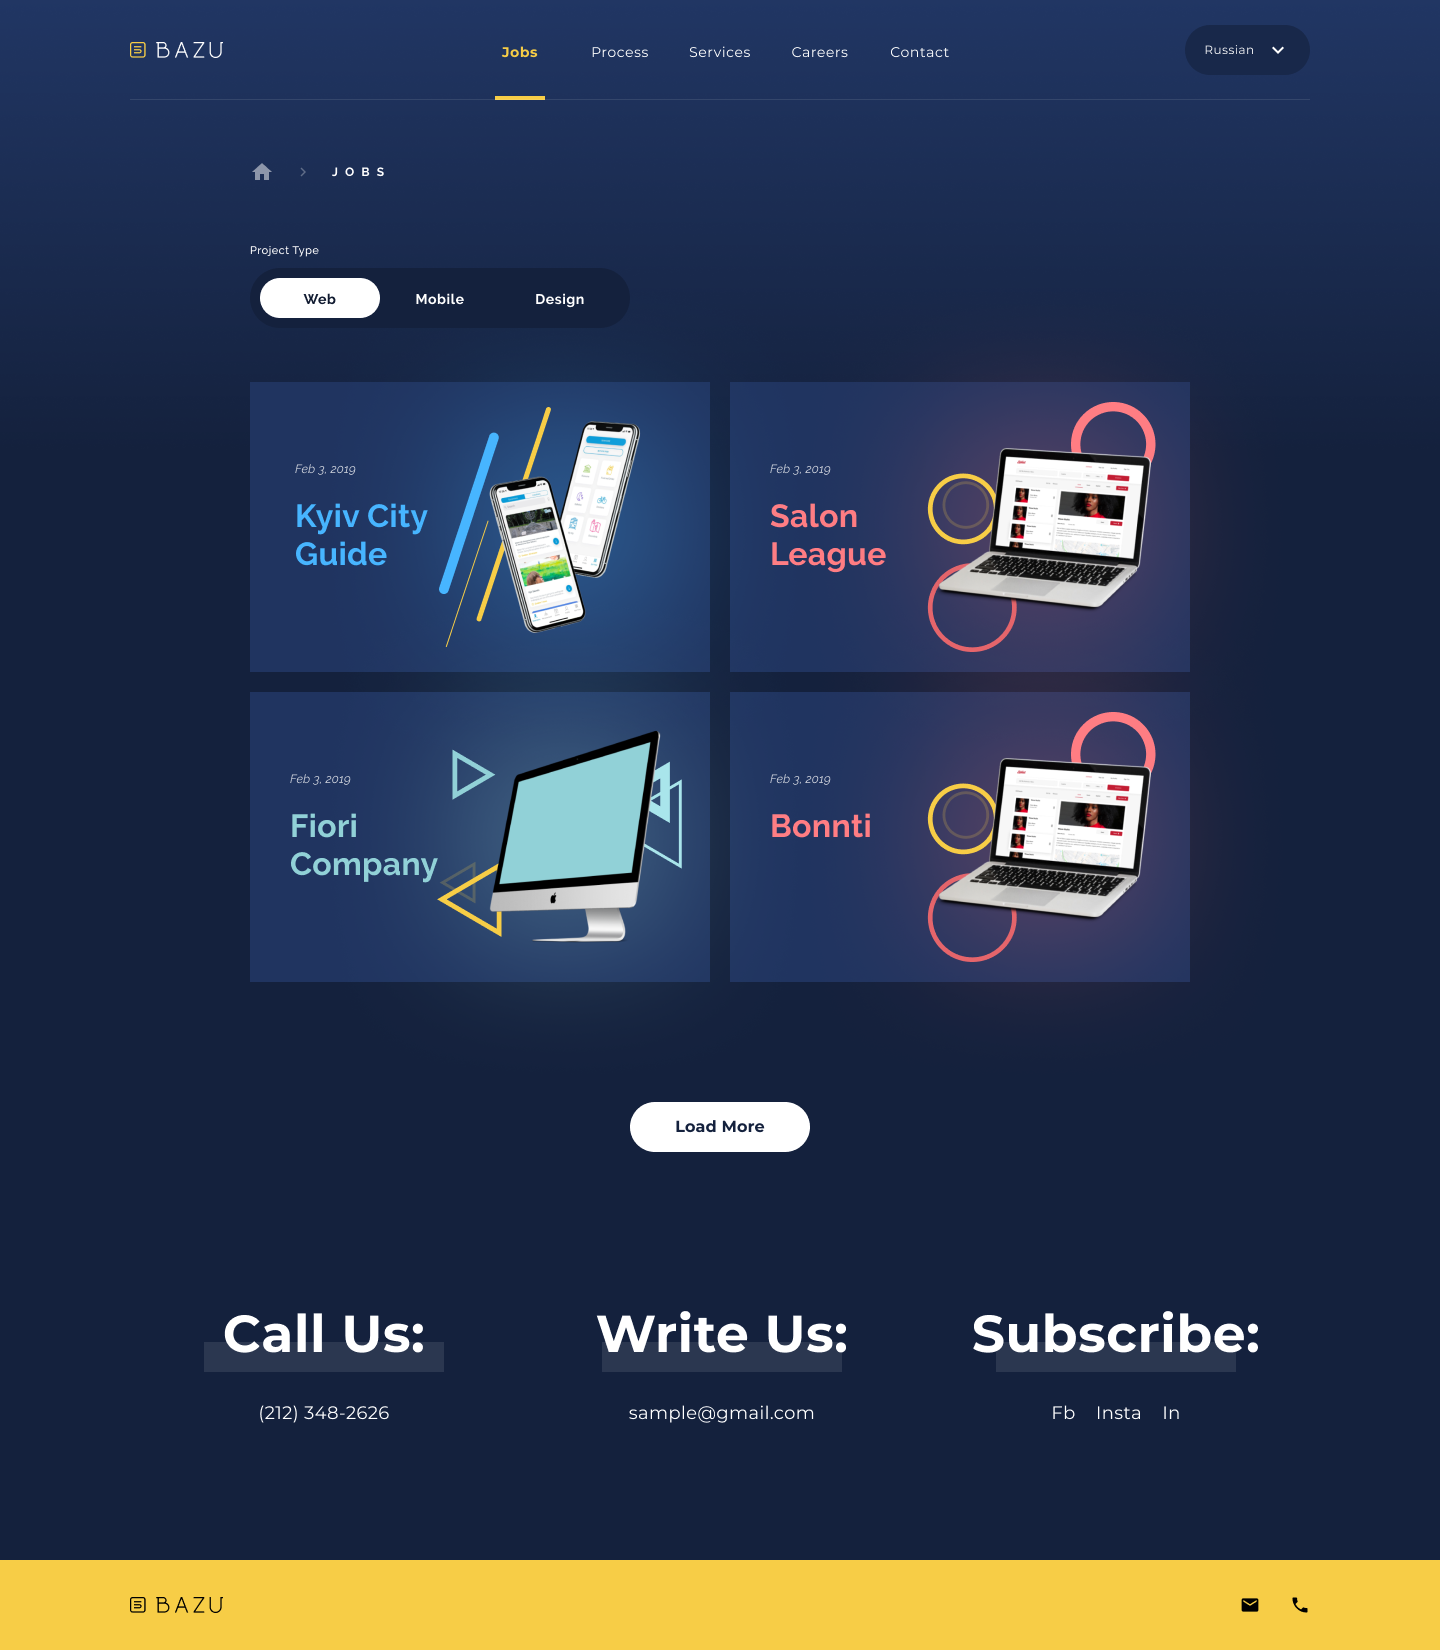 BAZU
Jobs Process Services Careers Contact
Russian
JOBS
Project Type
Web Mobile Design
Feb 3, 2019
Kyiv City
Guide
Feb 3, 2019
Salon
League
Feb 3, 2019
Fiori
Company
Feb 3, 2019
Bonnti
Load More
Call Us:
(212) 348-2626
Write Us:
sample@gmail.com
Subscribe:
Fb Insta In
BAZU